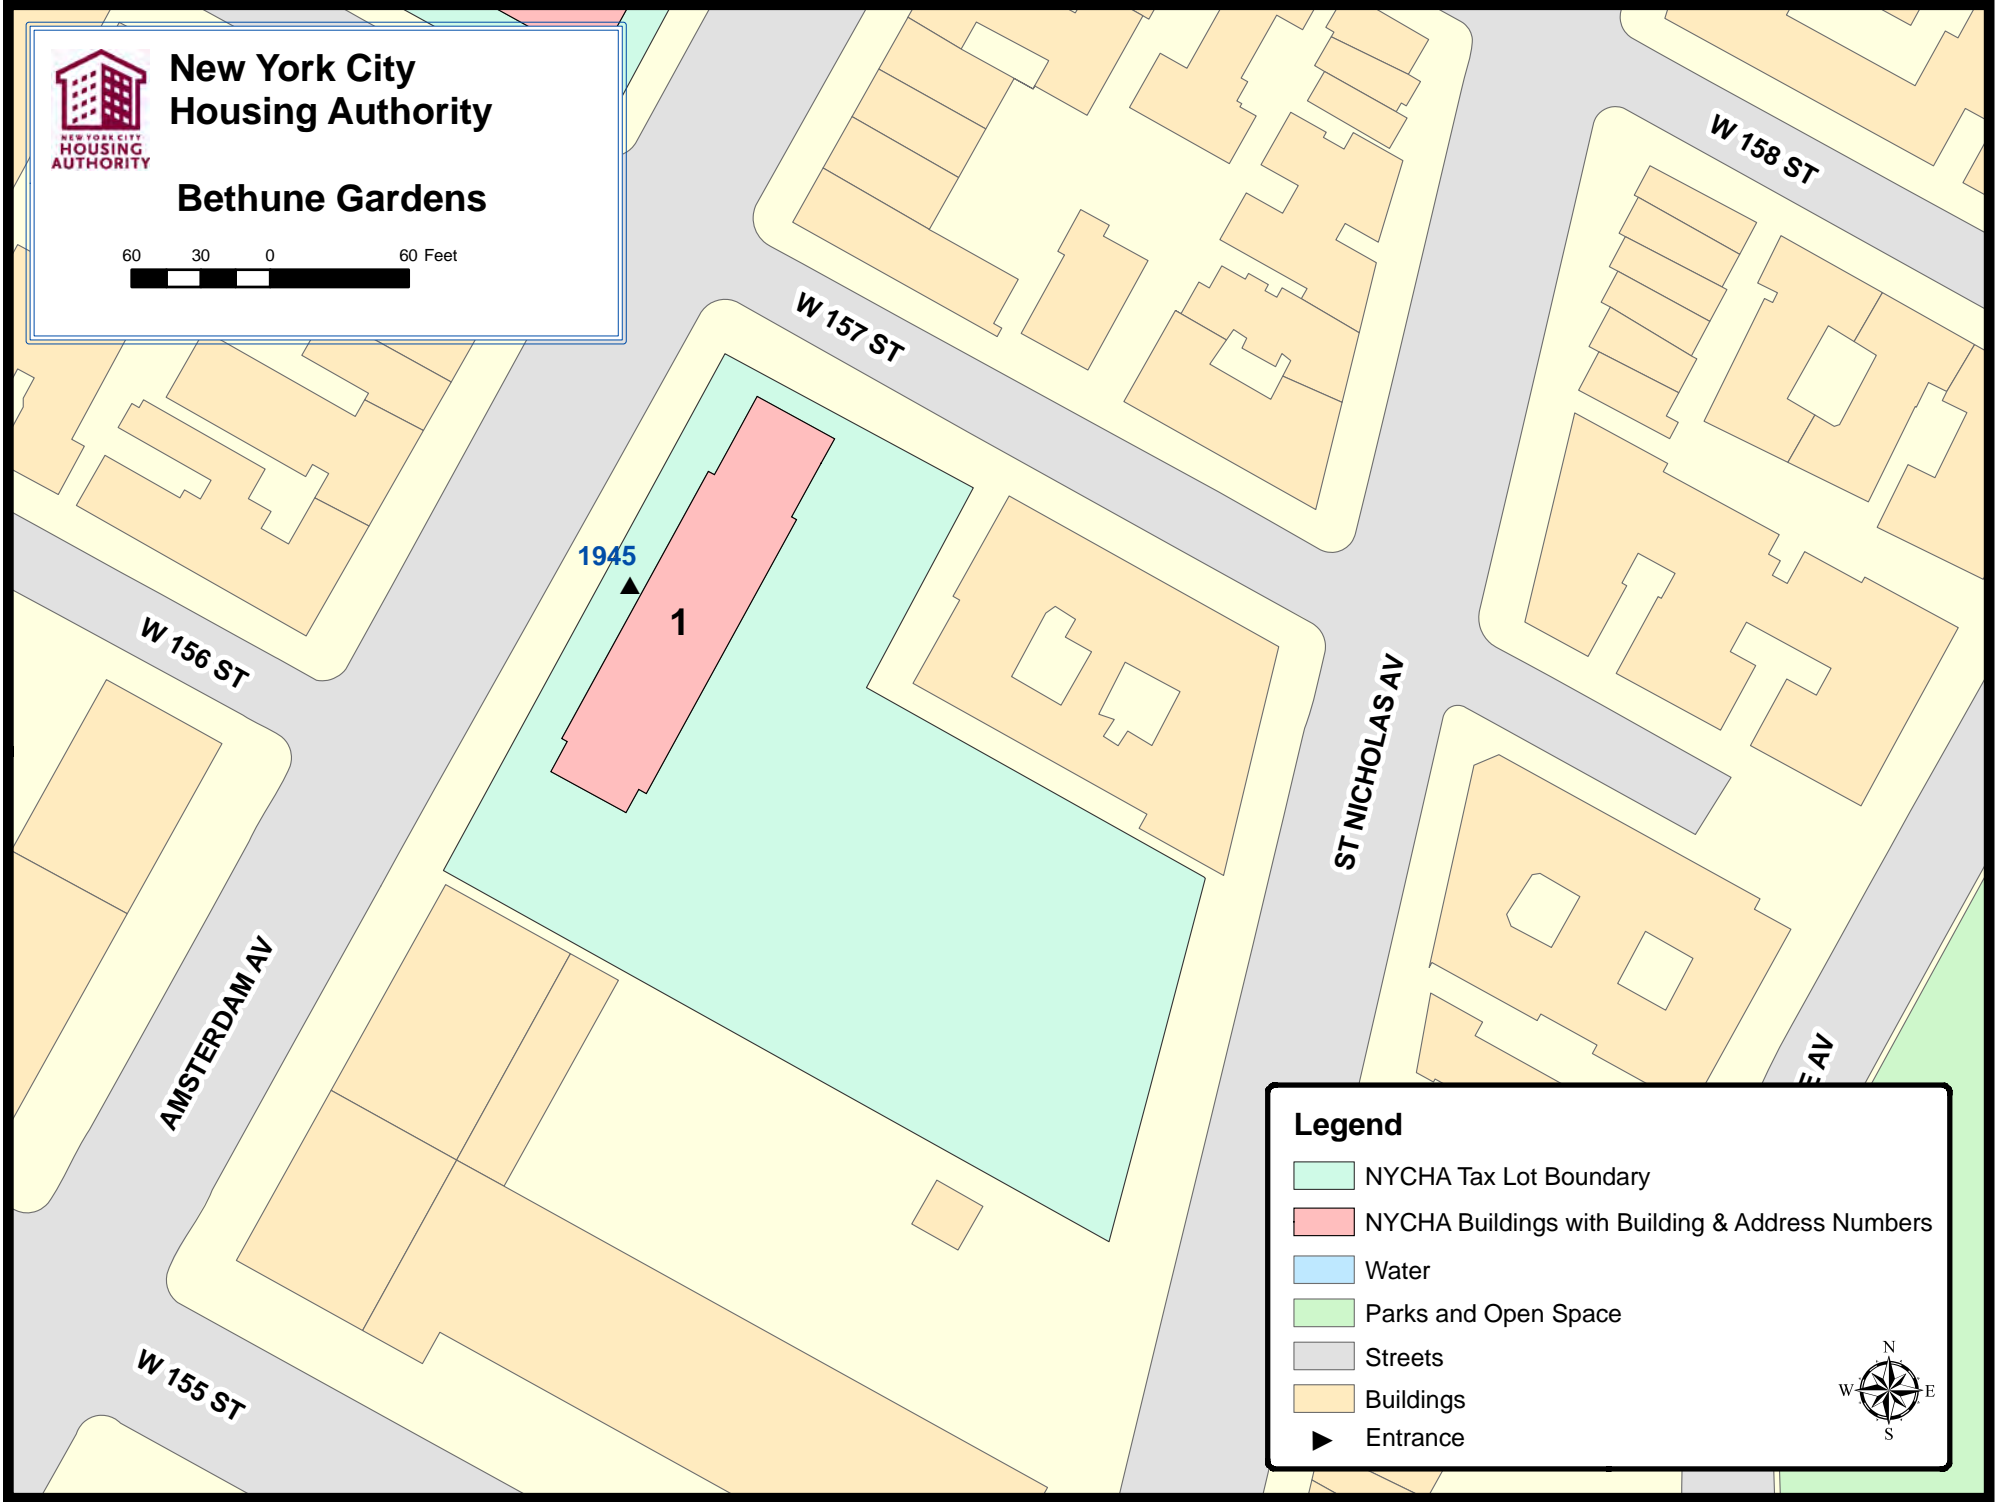 New York City
Housing Authority
NEW YORK CITY
HOUSING
AUTHORITY
Bethune Gardens
60 30 0 60 Feet
W 158 ST
W 157 ST
1945
1
W 156 ST
ST NICHOLAS AV
AMSTERDAM AV
E AV
W 155 ST
Legend
NYCHA Tax Lot Boundary
NYCHA Buildings with Building & Address Numbers
Water
Parks and Open Space
Streets
Buildings
Entrance
N
W E
S